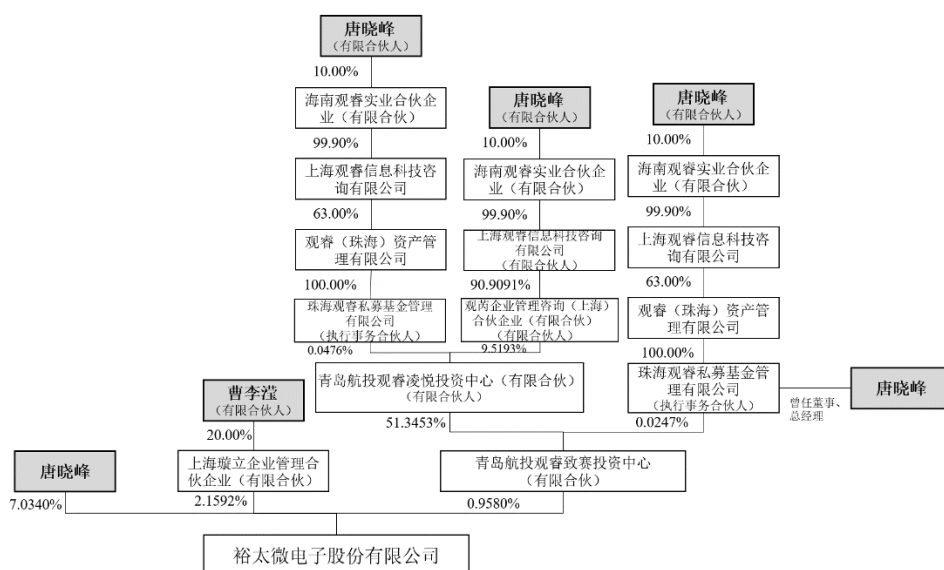 唐晓峰
（有限合伙人）
10.00%
海南观睿实业合伙企
业（有限合伙）
99.90%
上海观睿信息科技咨
询有限公司
63.00%
观睿（珠海）资产管
理有限公司
100.00%
珠海观睿私募基金管理
有限公司
（执行事务合伙人）
0.0476%
唐晓峰
（有限合伙人）
10.00%
海南观睿实业合伙企
业（有限合伙）
99.90%
上海观睿信息科技咨询
有限公司
（有限合伙人）
90.9091%
观芮企业管理咨询（上海）
合伙企业（有限合伙）
（有限合伙人）
9.5193%
唐晓峰
（有限合伙人）
10.00%
海南观睿实业合伙企
业（有限合伙）
99.90%
上海观睿信息科技咨
询有限公司
63.00%
观睿（珠海）资产管
理有限公司
100.00%
珠海观睿私募基金管
理有限公司
（执行事务合伙人）
0.0247%
曾任董事、
总经理
唐晓峰
青岛航投观睿凌悦投资中心（有限合伙）
（有限合伙人）
51.3453%
青岛航投观睿致赛投资中心
（有限合伙）
0.9580%
曹李滢
（有限合伙人）
20.00%
上海璇立企业管理合
伙企业（有限合伙）
2.1592%
唐晓峰
7.0340%
裕太微电子股份有限公司